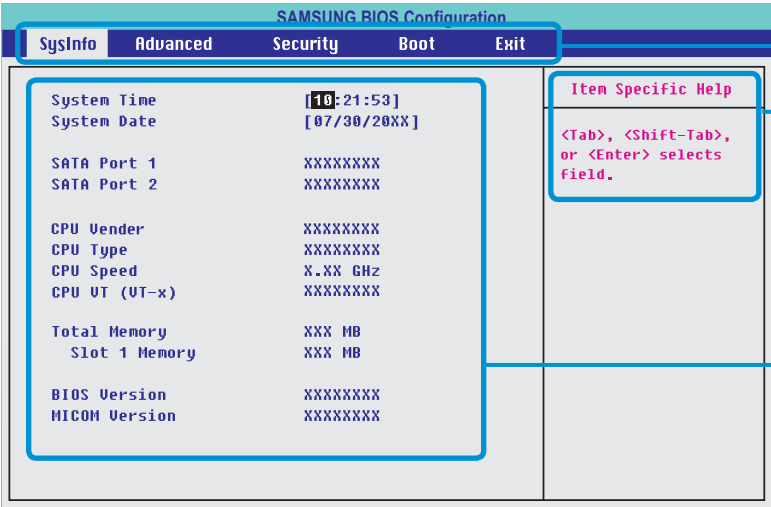 SAMSUNG BIOS Configuration
SysInfo Advanced Security Boot Exit
System Time [10:21:53]
System Date [07/30/20XX]
SATA Port 1 XXXXXXXX
SATA Port 2 XXXXXXXX
CPU Vender XXXXXXXX
CPU Type XXXXXXXX
CPU Speed X.XX GHz
CPU VT (VT-x) XXXXXXXX
Total Memory XXX MB
Slot 1 Memory XXX MB
BIOS Version XXXXXXXX
MICOM Version XXXXXXXX
Item Specific Help
<Tab>, <Shift-Tab>,
or <Enter> selects
field.